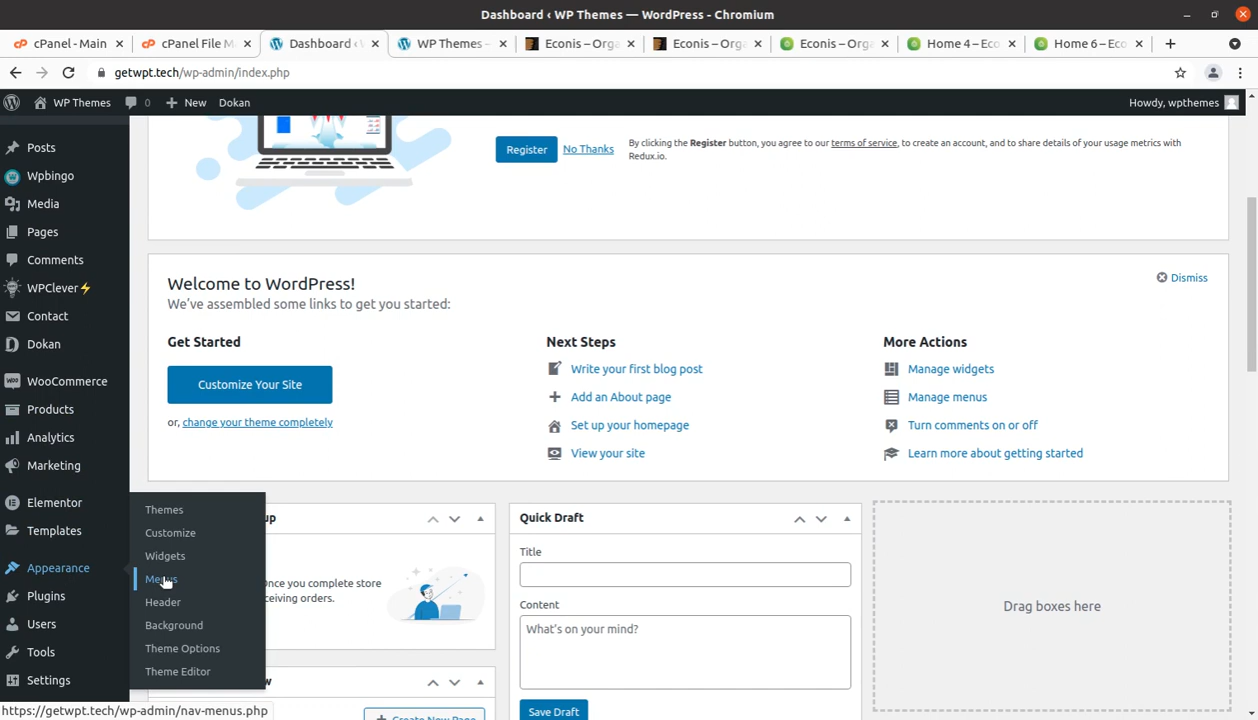 Dashboard ‹ WP Themes — WordPress - Chromium
cPanel - Main
cPanel File M
Dashboard ‹
WP Themes –
Econis – Orga
Econis – Orga
Econis – Orga
Home 4 – Eco
Home 6 – Eco
getwpt.tech/wp-admin/index.php
WP Themes
0
New
Dokan
Howdy, wpthemes
Posts
Wpbingo
Media
Pages
Comments
WPClever⚡
Contact
Dokan
WooCommerce
Products
Analytics
Marketing
Elementor
Templates
Appearance
Plugins
Users
Tools
Settings
Themes
Customize
Widgets
Menus
Header
Background
Theme Options
Theme Editor
Register
No Thanks
By clicking the Register button, you agree to our terms of service, to create an account, and to share details of your usage metrics with
Redux.io.
Welcome to WordPress!
Dismiss
We’ve assembled some links to get you started:
Get Started
Customize Your Site
or, change your theme completely
Next Steps
Write your first blog post
Add an About page
Set up your homepage
View your site
More Actions
Manage widgets
Manage menus
Turn comments on or off
Learn more about getting started
up
Once you complete store
ceiving orders.
w
Create New Page
Quick Draft
Title
Content
What’s on your mind?
Save Draft
Drag boxes here
https://getwpt.tech/wp-admin/nav-menus.php